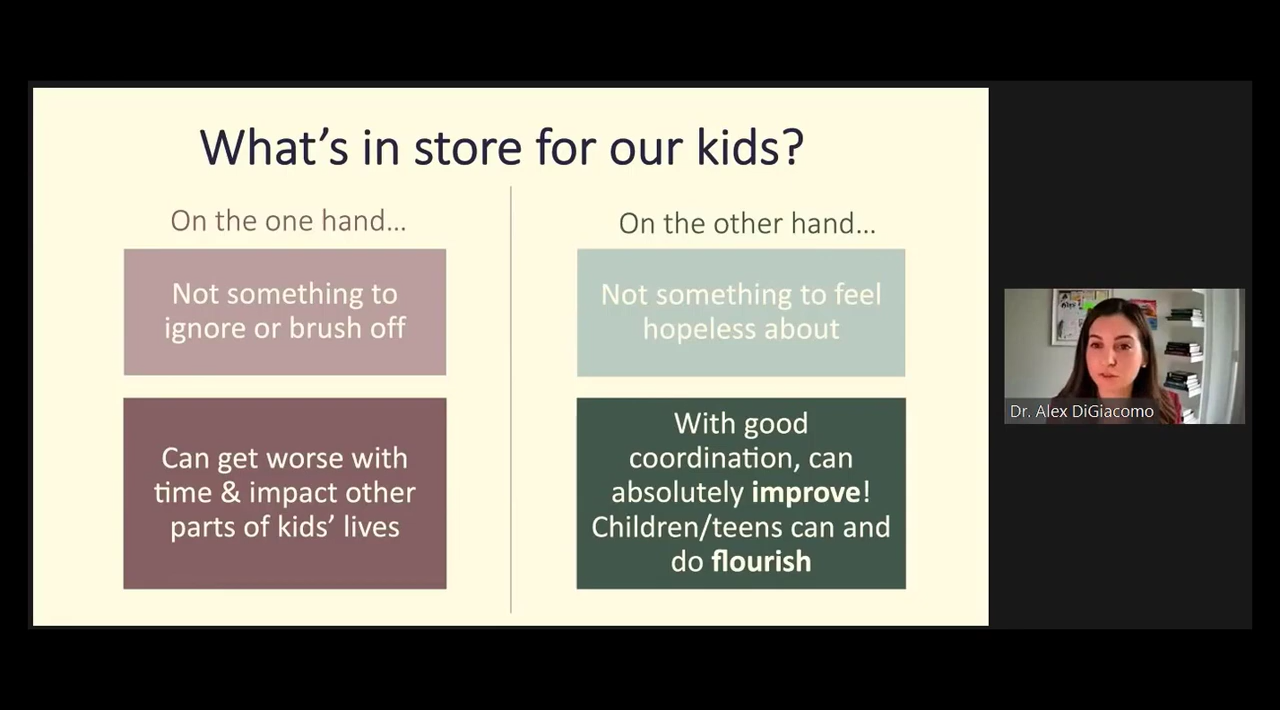 What's in store for our kids?
On the one hand...
Not something to
ignore or brush off
Can get worse with
time & impact other
parts of kids' lives
On the other hand...
Not something to feel
hopeless about
With good
coordination, can
absolutely improve!
Children/teens can and
do flourish
Dr. Alex DiGiacomo